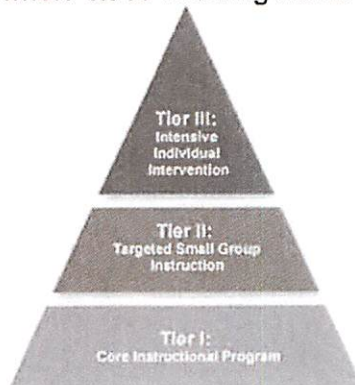 Tier III:
Intensive
Individual
Intervention
Tier II:
Targeted Small Group
Instruction
Tier I:
Core Instructional Program